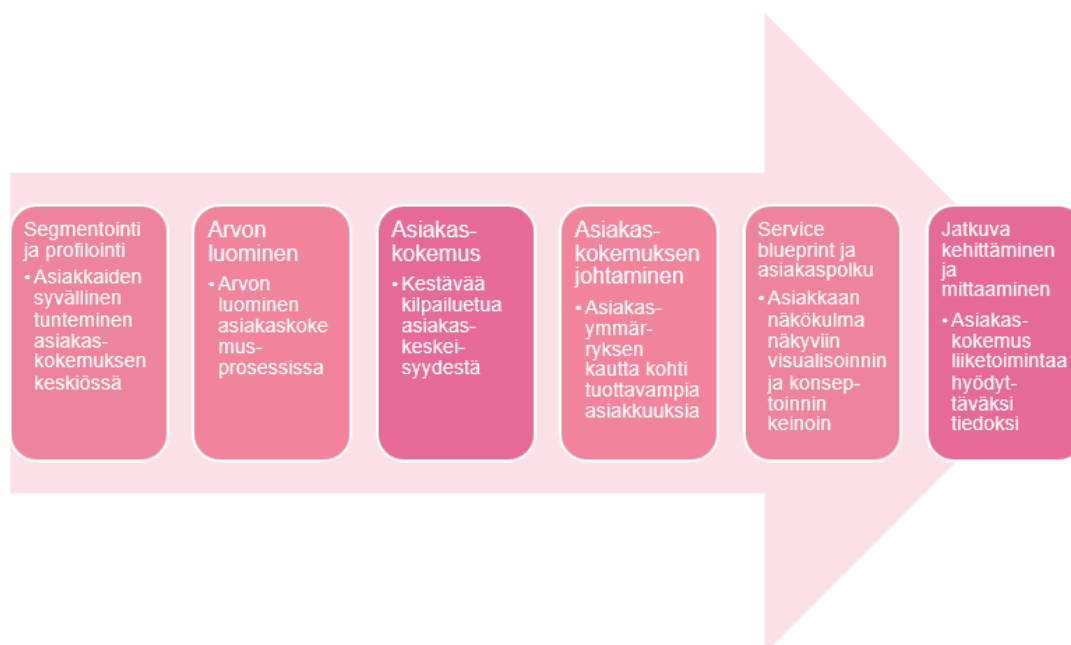 Segmentointi
ja profilointi
• Asiakkaiden
syvällinen
tunteminen
asiakas-
kokemuksen
keskiössä
Arvon
luominen
• Arvon
luominen
asiakaskoke
mus-
prosessissa
Asiakas-
kokemus
• Kestävää
kilpailuetua
asiakas-
keskei-
syydestä
Asiakas-
kokemuksen
johtaminen
• Asiakas-
ymmär-
ryksen
kautta kohti
tuottavampia
asiakkuuksia
Service
blueprint ja
asiakaspolku
• Asiakkaan
näkökulma
näkyviin
visualisoinnin
ja konsep-
toinnin
keinoin
Jatkuva
kehittäminen
ja
mittaaminen
• Asiakas-
kokemus
liiketoimintaa
hyödyt-
täväksi
tiedoksi